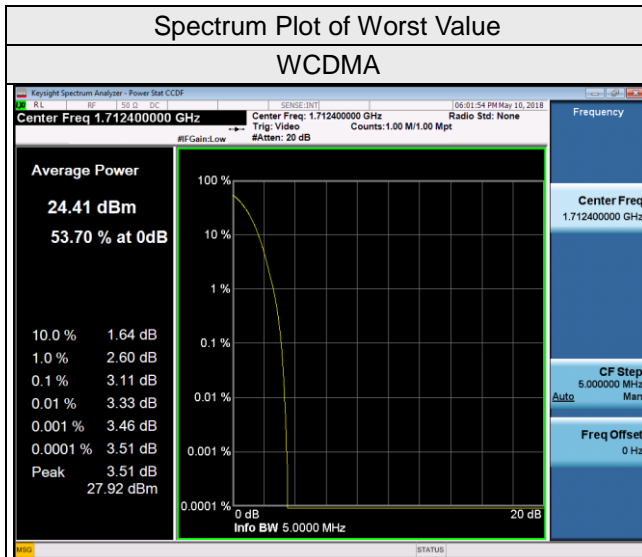 Spectrum Plot of Worst Value
WCDMA
Keysight Spectrum Analyzer - Power Stat CCDF
RL RF 50 Ω DC SENSE:INT 06:01:54 PM May 10, 2018
Center Freq 1.712400000 GHz
Center Freq: 1.712400000 GHz Radio Std: None
Trig: Video Counts:1.00 M/1.00 Mpt
#IFGain:Low #Atten: 20 dB
Frequency
Average Power
24.41 dBm
53.70 % at 0dB
10.0 % 1.64 dB
1.0 % 2.60 dB
0.1 % 3.11 dB
0.01 % 3.33 dB
0.001 % 3.46 dB
0.0001 % 3.51 dB
Peak 3.51 dB
27.92 dBm
100 %
10 %
1 %
0.1 %
0.01 %
0.001 %
0.0001 %
0 dB 20 dB
Info BW 5.0000 MHz
Center Freq
1.712400000 GHz
CF Step
5.000000 MHz
Auto Man
Freq Offset
0 Hz
MSG STATUS